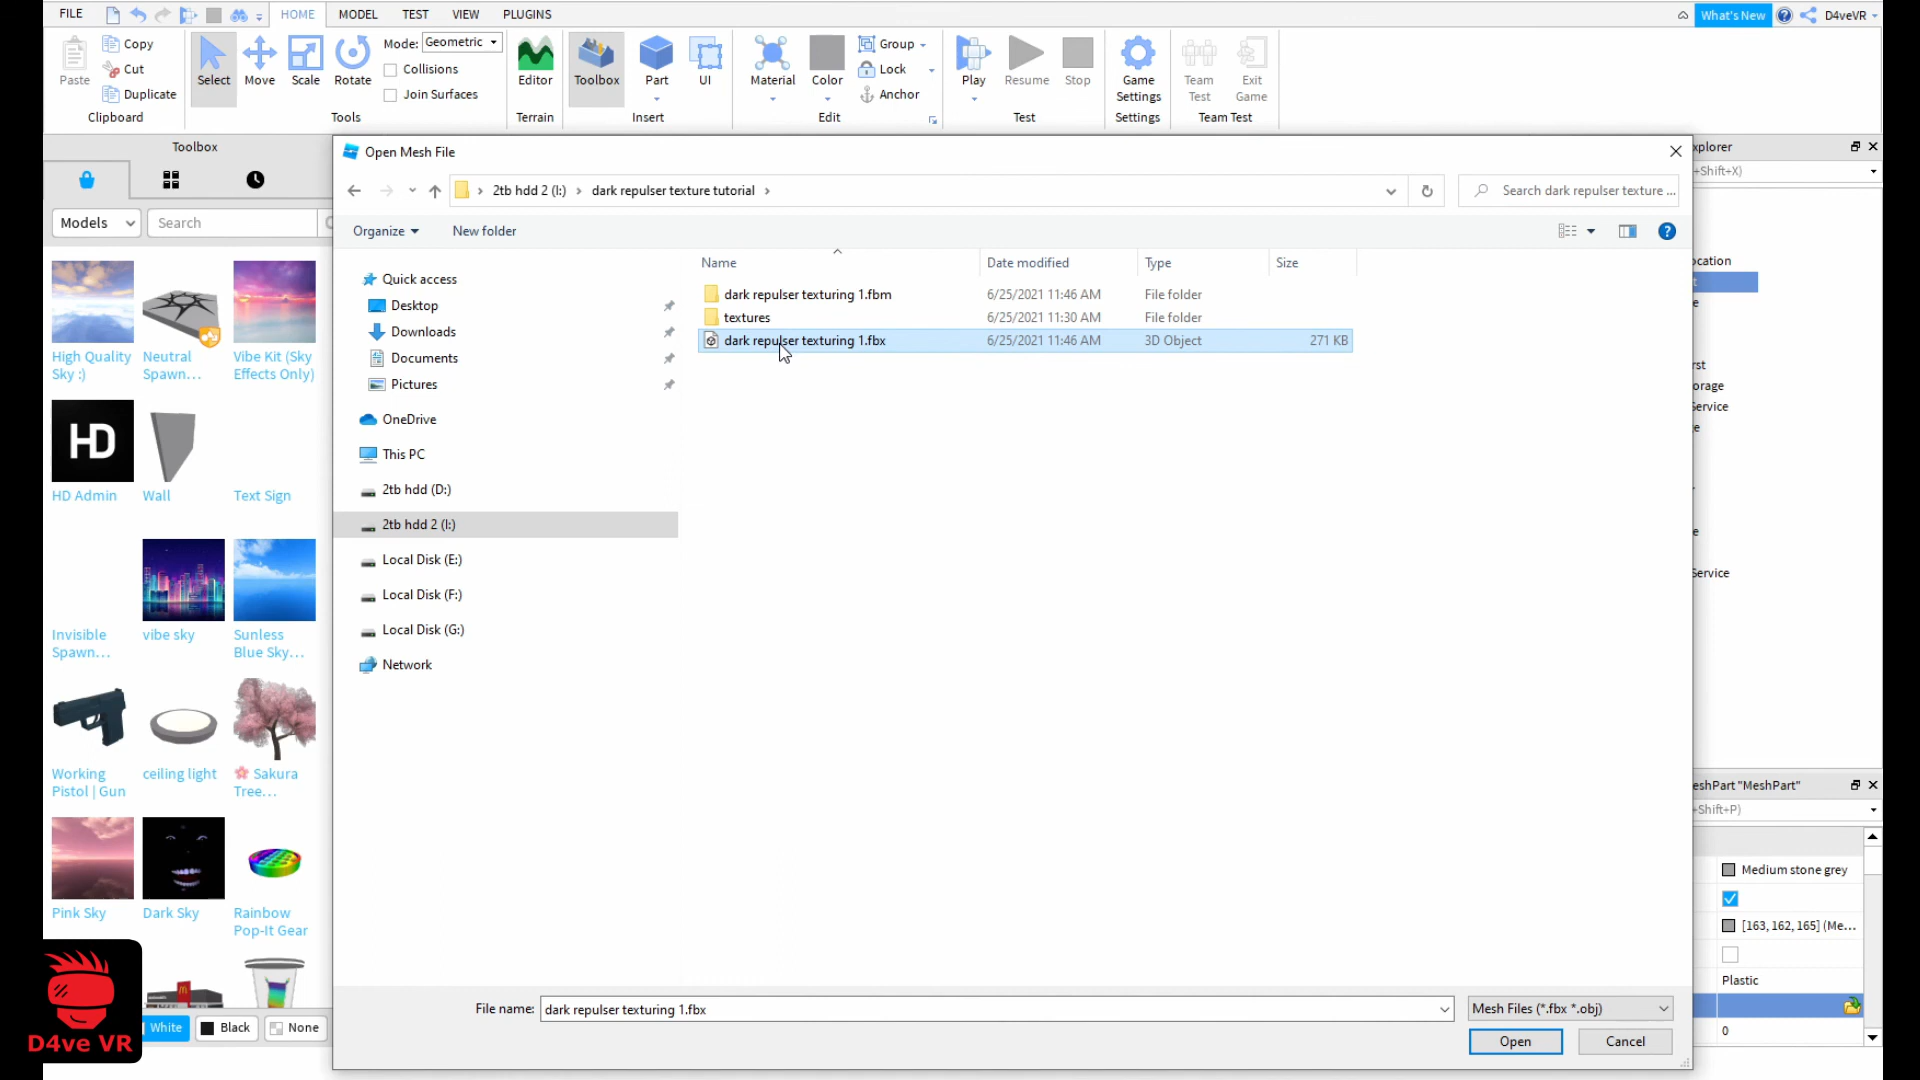 FILE
HOME
MODEL
TEST
VIEW
PLUGINS
What's New
D4veVR
Paste
Copy
Cut
Duplicate
Clipboard
Select
Move
Scale
Rotate
Mode:
Geometric
Collisions
Join Surfaces
Tools
Editor
Terrain
Toolbox
Part
UI
Insert
Material
Color
Group
Lock
Anchor
Edit
Play
Resume
Stop
Test
Game
Settings
Settings
Team
Test
Exit
Game
Team Test
Toolbox
Models
Search
High Quality
Sky :)
Neutral
Spawn...
Vibe Kit (Sky
Effects Only)
HD
HD Admin
Wall
Text Sign
Invisible
Spawn...
vibe sky
Sunless
Blue Sky...
Working
Pistol | Gun
ceiling light
🌸 Sakura
Tree...
Pink Sky
Dark Sky
Rainbow
Pop-It Gear
White
Black
None
D4ve VR
Open Mesh File
2tb hdd 2 (I:)
dark repulser texture tutorial
Search dark repulser texture ...
Organize
New folder
Quick access
Desktop
Downloads
Documents
Pictures
OneDrive
This PC
2tb hdd (D:)
2tb hdd 2 (I:)
Local Disk (E:)
Local Disk (F:)
Local Disk (G:)
Network
Name
Date modified
Type
Size
dark repulser texturing 1.fbm
6/25/2021 11:46 AM
File folder
textures
6/25/2021 11:30 AM
File folder
dark repulser texturing 1.fbx
6/25/2021 11:46 AM
3D Object
271 KB
File name:
dark repulser texturing 1.fbx
Mesh Files (*.fbx *.obj)
Open
Cancel
xplorer
+Shift+X)
ocation
t
e
rst
orage
Service
e
e
Service
eshPart "MeshPart"
+Shift+P)
Medium stone grey
[163, 162, 165] (Me...
Plastic
0